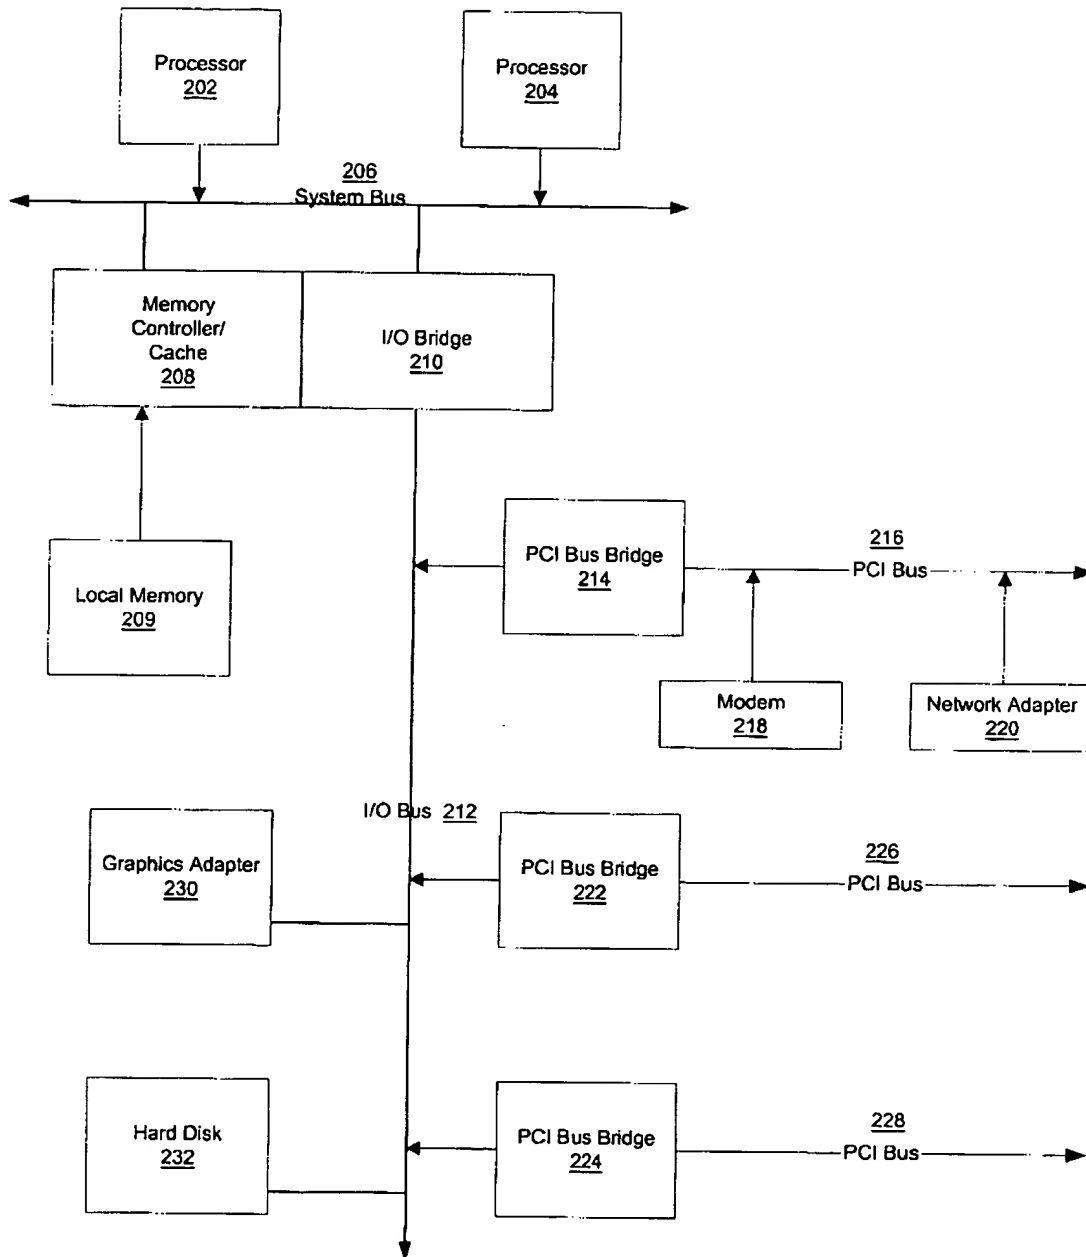 Processor
202
Processor
204
206
System Bus
Memory
Controller/
Cache
208
I/O Bridge
210
PCI Bus Bridge
214
216
PCI Bus
Local Memory
209
Modem
218
Network Adapter
220
I/O Bus 212
Graphics Adapter
230
PCI Bus Bridge
222
226
PCI Bus
Hard Disk
232
PCI Bus Bridge
224
228
PCI Bus